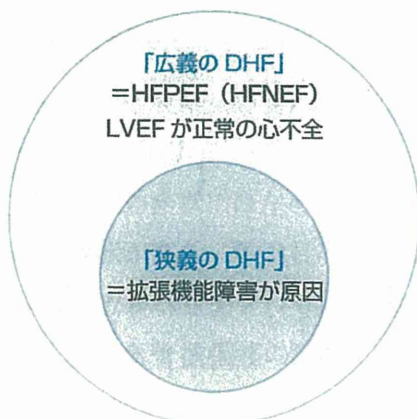 「広義の DHF」
=HFPEF（HFNEF）
LVEF が正常の心不全
「狭義の DHF」
=拡張機能障害が原因